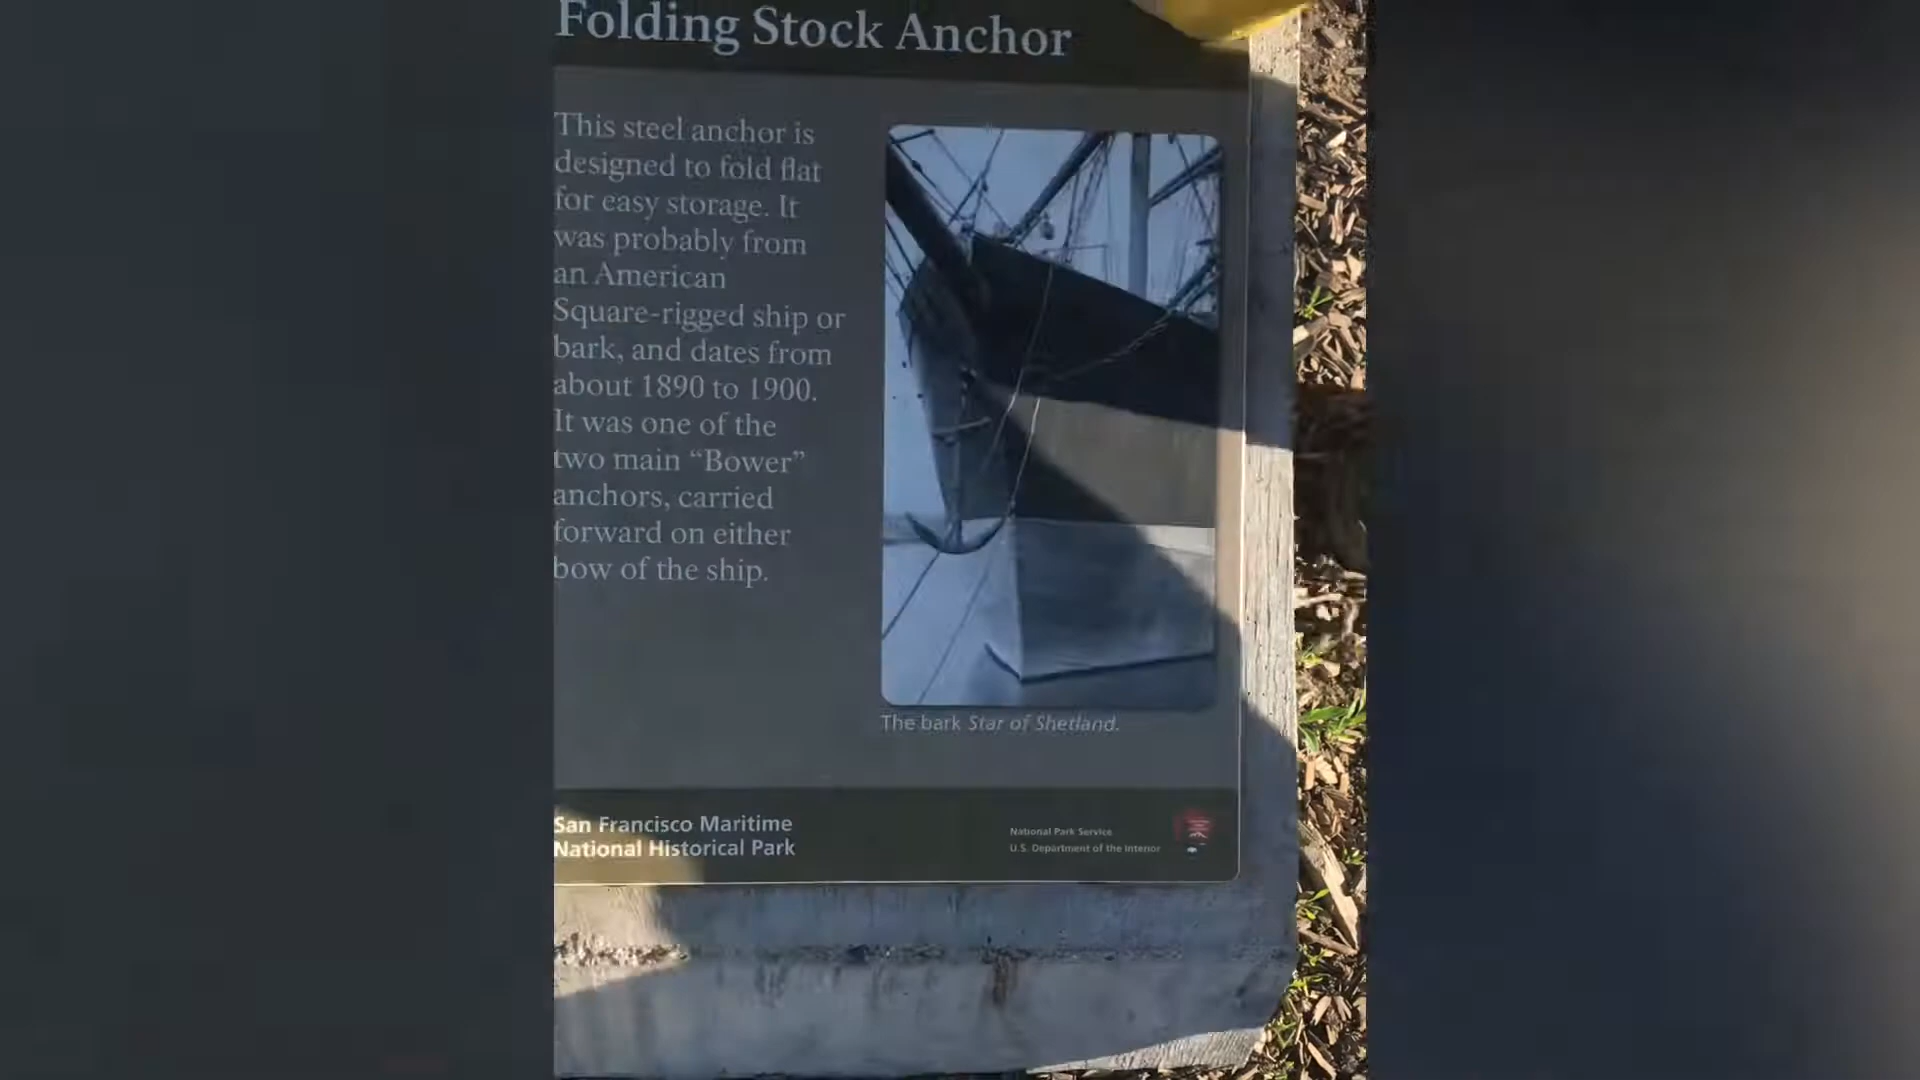 Folding Stock Anchor
This steel anchor is
designed to fold flat
for easy storage. It
was probably from
an American
Square-rigged ship or
bark, and dates from
about 1890 to 1900.
It was one of the
two main “Bower”
anchors, carried
forward on either
bow of the ship.
The bark Star of Shetland.
San Francisco Maritime
National Historical Park
National Park Service
U.S. Department of the Interior